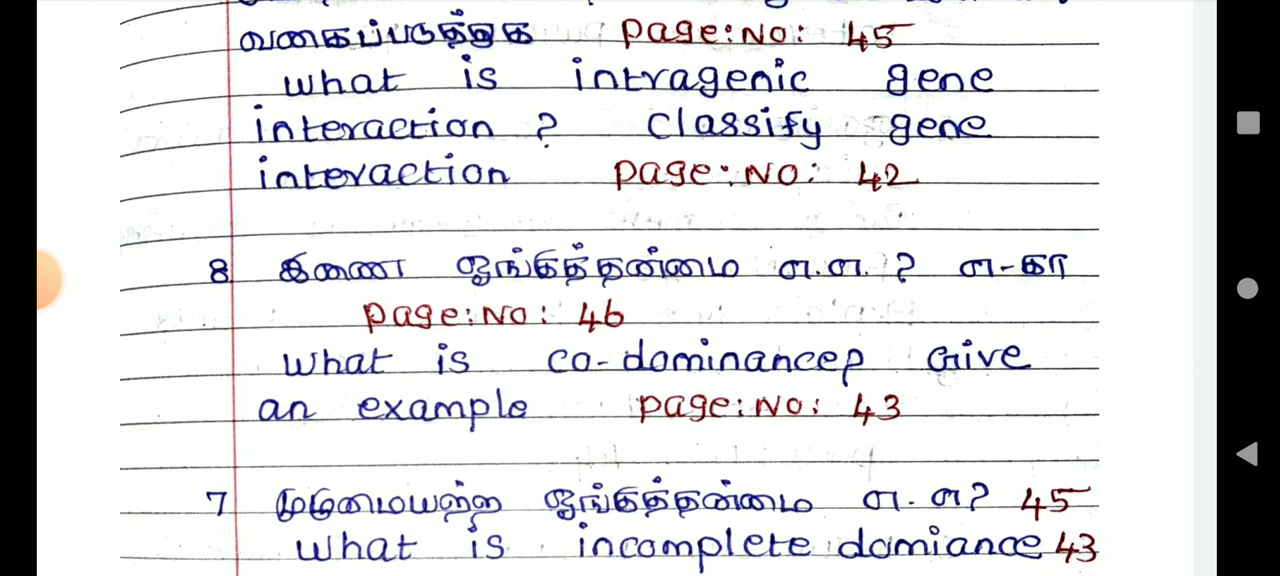 வகைப்படுத்துக page:No: 45
what is intragenic gene
interaction? classify gene
interaction page:No: 42
8 இணை ஓங்குத்தன்மை எ.எ.? எ-கா
page:No: 46
what is co-dominance? Give
an example page:No: 43
7 முழுமையற்ற ஓங்குத்தன்மை எ.எ? 45
what is incomplete domiance 43